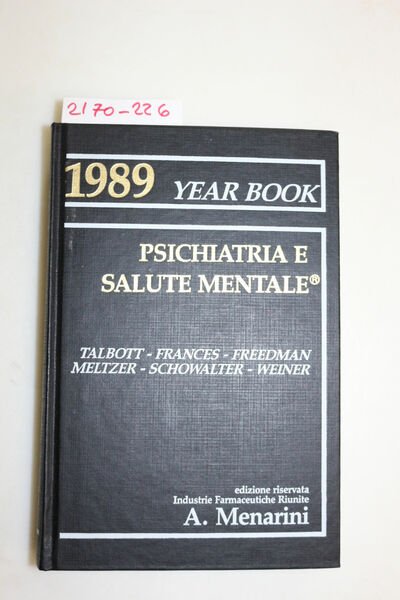 2170-226
1989 YEAR BOOK
PSICHIATRIA E
SALUTE MENTALE®
TALBOTT - FRANCES - FREEDMAN
MELTZER - SCHOWALTER - WEINER
edizione riservata
Industrie Farmaceutiche Riunite
A. Menarini